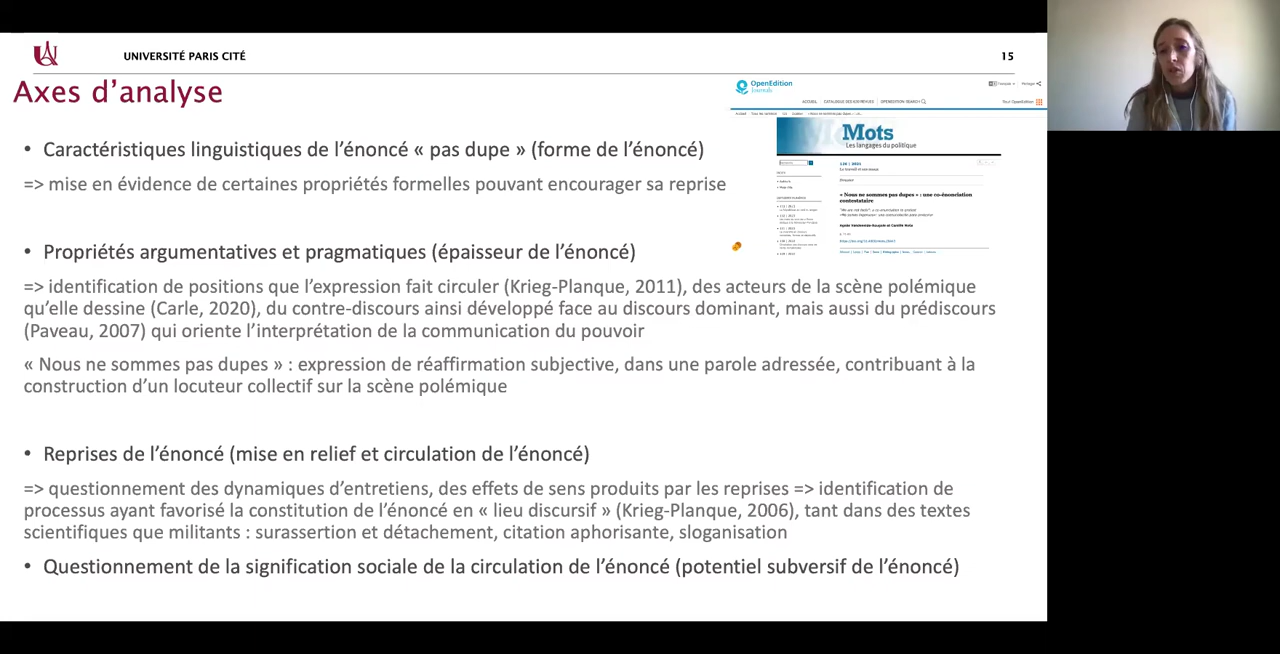 UNIVERSITÉ PARIS CITÉ
15
Axes d'analyse
• Caractéristiques linguistiques de l'énoncé « pas dupe » (forme de l'énoncé)
=> mise en évidence de certaines propriétés formelles pouvant encourager sa reprise
• Propriétés argumentatives et pragmatiques (épaisseur de l'énoncé)
=> identification de positions que l'expression fait circuler (Krieg-Planque, 2011), des acteurs de la scène polémique
qu'elle dessine (Carle, 2020), du contre-discours ainsi développé face au discours dominant, mais aussi du prédiscours
(Paveau, 2007) qui oriente l'interprétation de la communication du pouvoir
« Nous ne sommes pas dupes » : expression de réaffirmation subjective, dans une parole adressée, contribuant à la
construction d'un locuteur collectif sur la scène polémique
• Reprises de l'énoncé (mise en relief et circulation de l'énoncé)
=> questionnement des dynamiques d'entretiens, des effets de sens produits par les reprises => identification de
processus ayant favorisé la constitution de l'énoncé en « lieu discursif » (Krieg-Planque, 2006), tant dans des textes
scientifiques que militants : surassertion et détachement, citation aphorisante, sloganisation
• Questionnement de la signification sociale de la circulation de l'énoncé (potentiel subversif de l'énoncé)
OpenEdition
Journals
ACCUEIL CATALOGUE DES REVUES OPENEDITION SEARCH
Tout OpenEdition
Mots
Les langages du politique
« Nous ne sommes pas dupes » : une co-énonciation
contestataire